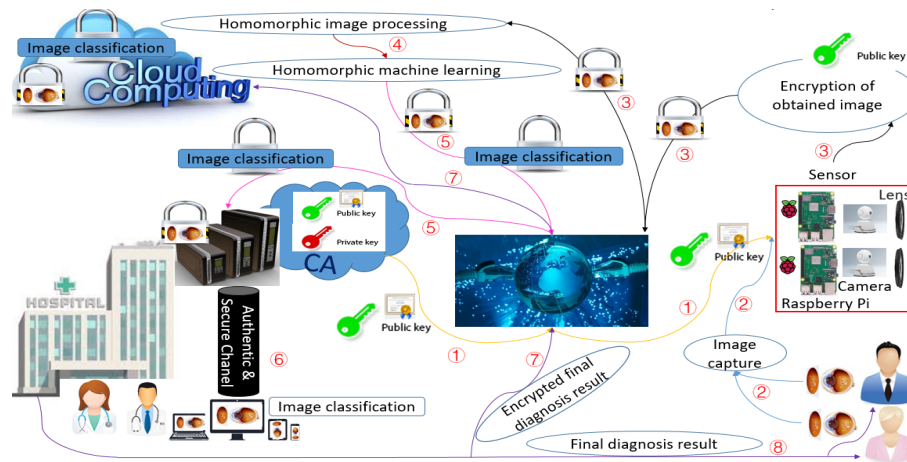 Homomorphic image processing
Image classification
④
Cloud
Computing
Homomorphic machine learning
③
Public key
Encryption of
obtained image
③
③
⑤
Image classification
Image classification
⑦
Sensor
Lens
Public key
Private key
CA
⑤
Public key
Camera
Raspberry Pi
①
②
HOSPITAL
Authentic &
Secure Channel
Public key
①
⑥
⑦
Image
capture
②
Encrypted final
diagnosis result
Image classification
Final diagnosis result
⑧